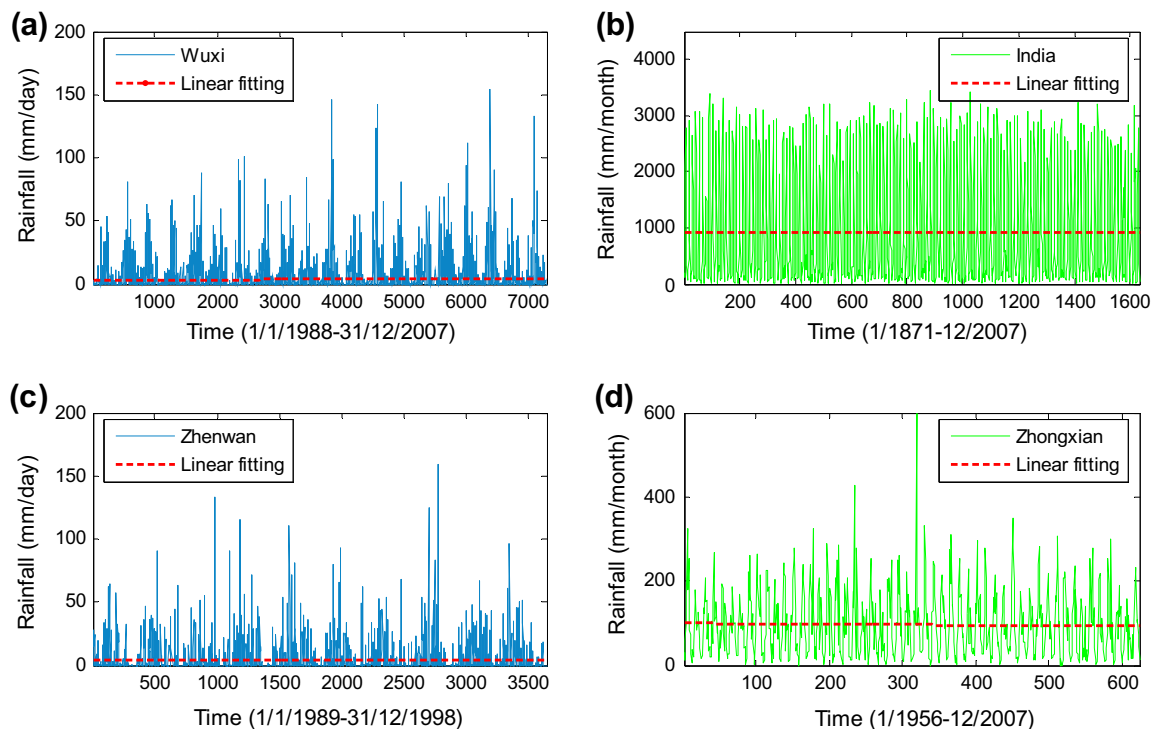 (a)
200
150
100
50
0
Rainfall (mm/day)
Wuxi
Linear fitting
1000 2000 3000 4000 5000 6000 7000
Time (1/1/1988-31/12/2007)
(b)
4000
3000
2000
1000
0
Rainfall (mm/month)
India
Linear fitting
200 400 600 800 1000 1200 1400 1600
Time (1/1871-12/2007)
(c)
200
150
100
50
0
Rainfall (mm/day)
Zhenwan
Linear fitting
500 1000 1500 2000 2500 3000 3500
Time (1/1/1989-31/12/1998)
(d)
600
400
200
0
Rainfall (mm/month)
Zhongxian
Linear fitting
100 200 300 400 500 600
Time (1/1956-12/2007)